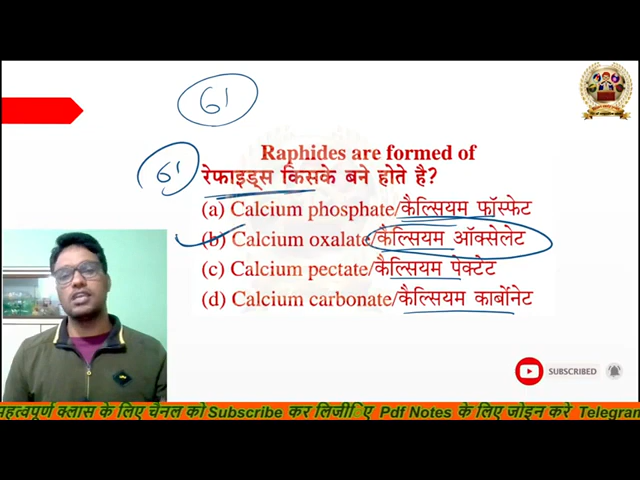 61
61
Raphides are formed of
रेफाइड्स किसके बने होते है?
(a) Calcium phosphate/कैल्सियम फॉस्फेट
(b) Calcium oxalate/कैल्सियम ऑक्सेलेट
(c) Calcium pectate/कैल्सियम पेक्टेट
(d) Calcium carbonate/कैल्सियम कार्बोनेट
SUBSCRIBED
महत्वपूर्ण क्लास के लिए चैनल को Subscribe कर लिजीिए Pdf Notes के लिए जोइन करे Telegram